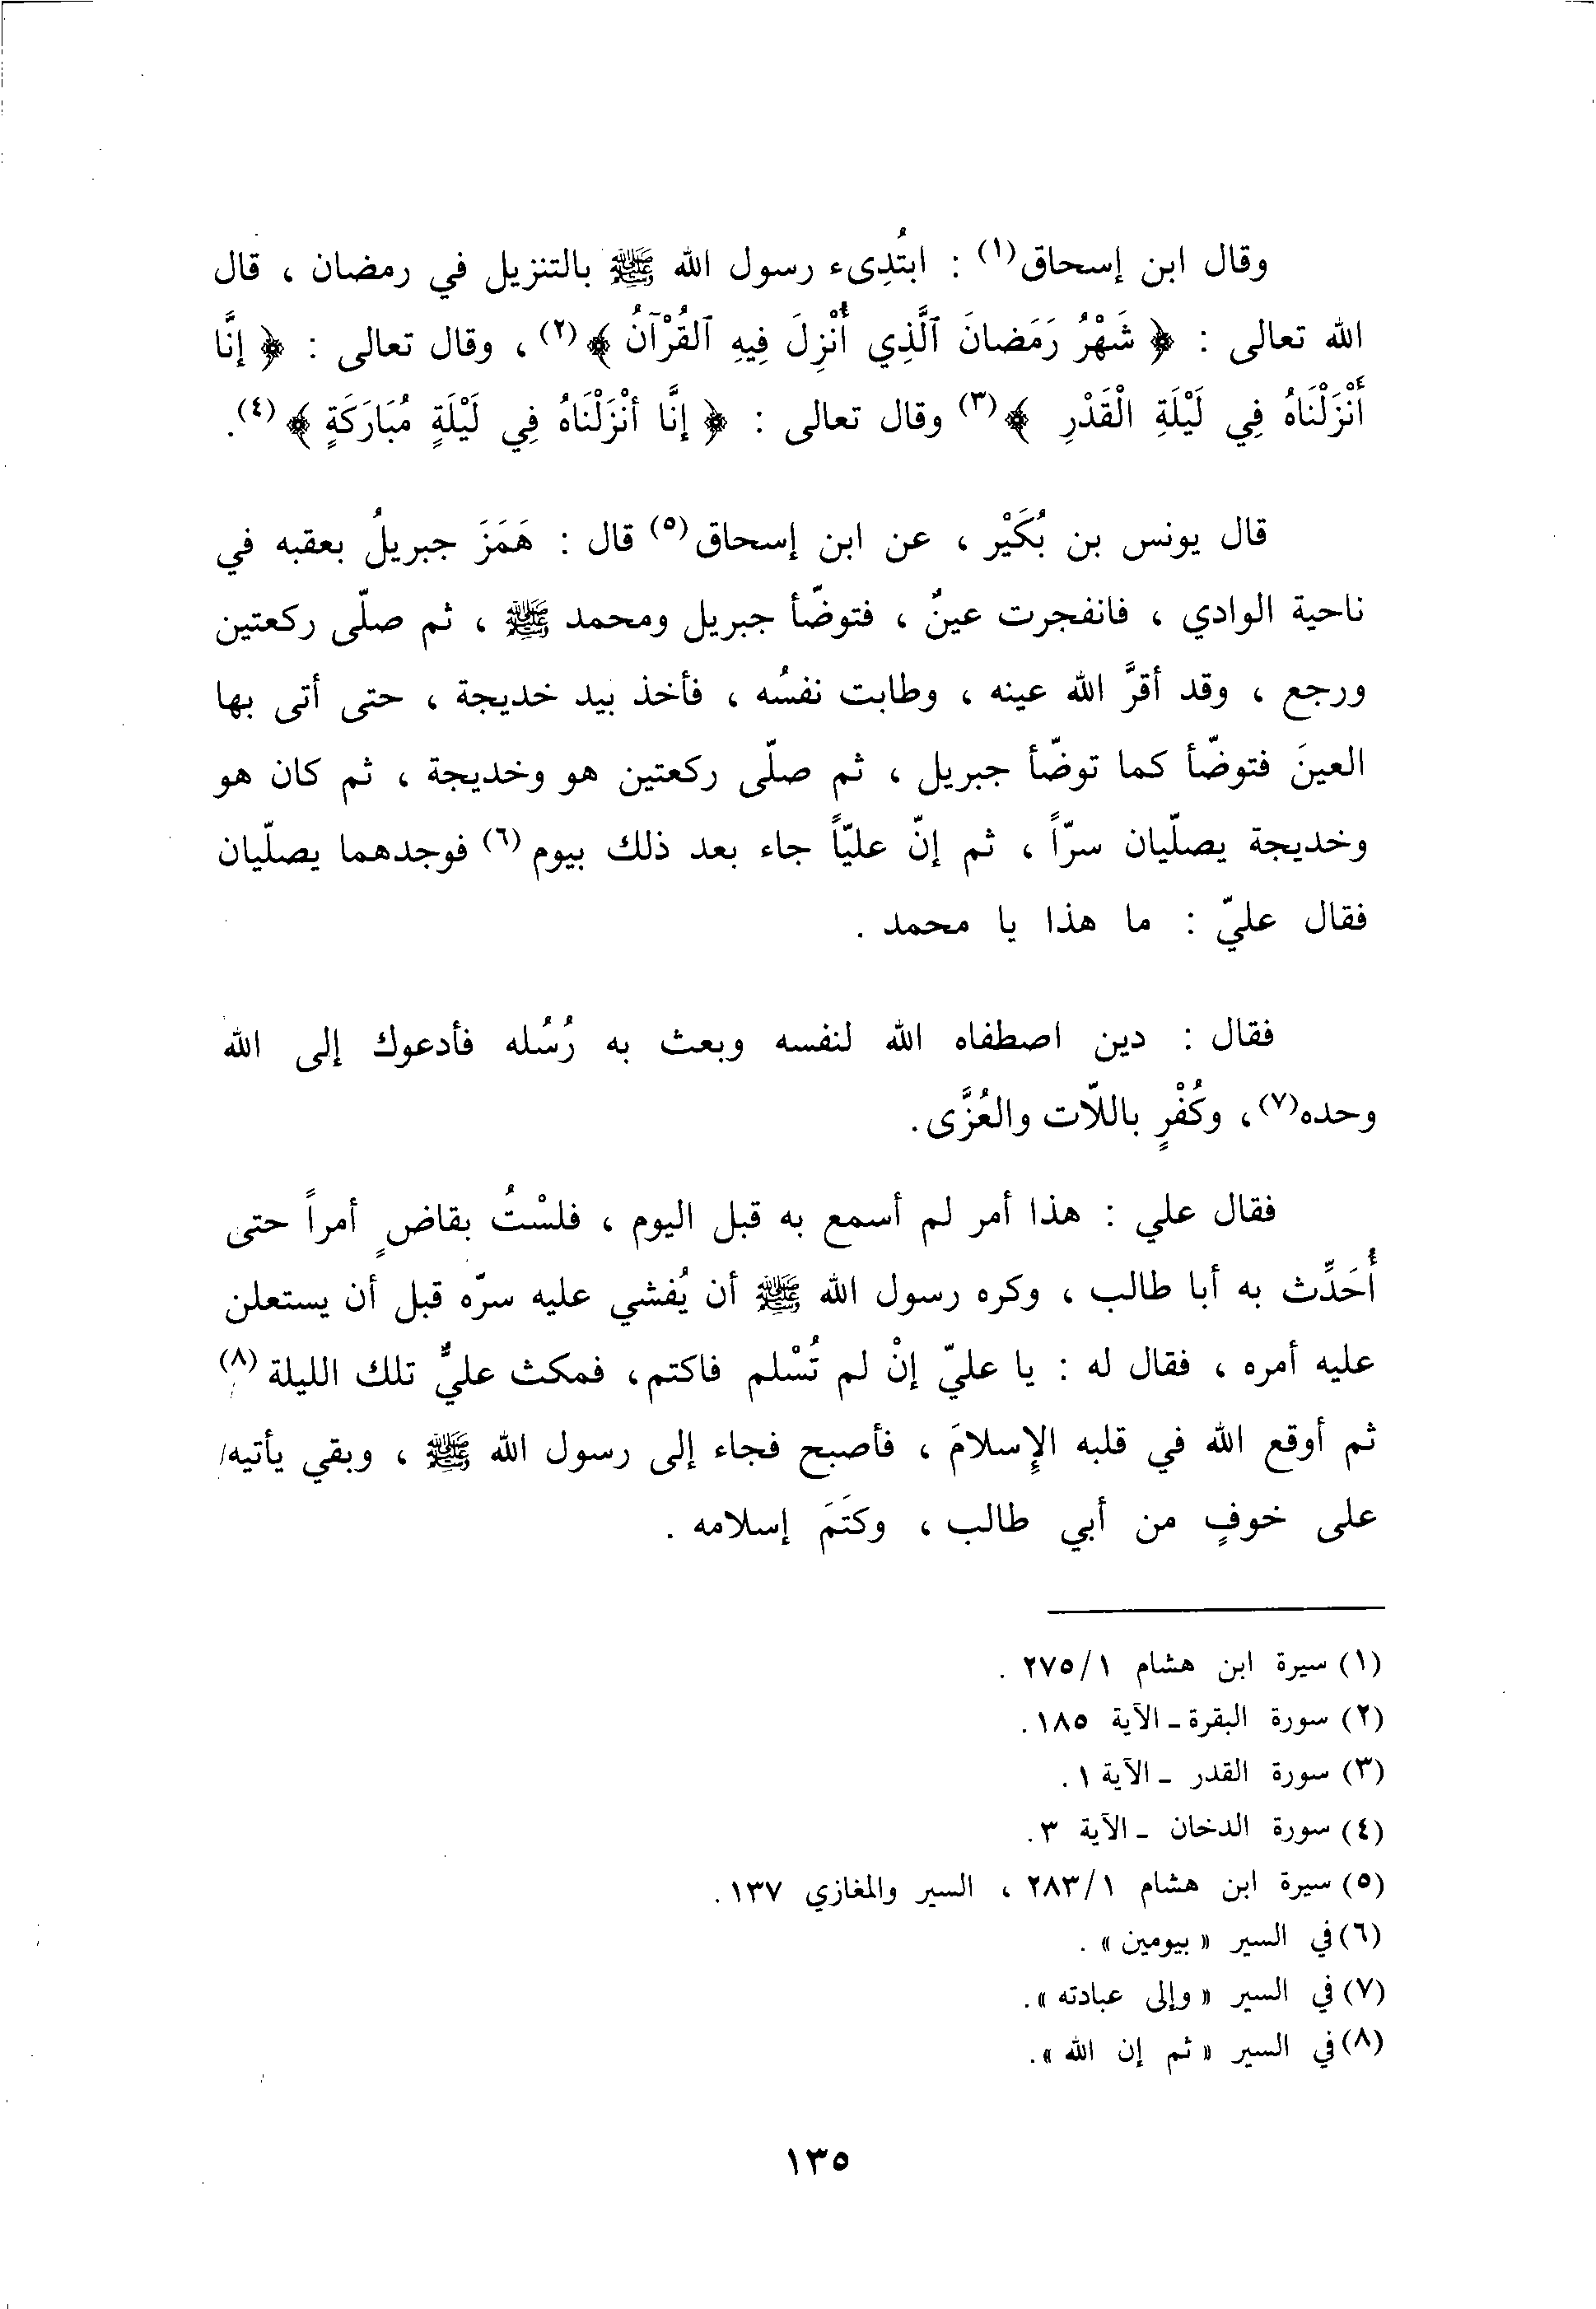 وقال ابن إسحاق(١) : ابتُدِىء رسول الله ﷺ بالتنزيل في رمضان ، قال
الله تعالى : ﴿ شَهْرُ رَمَضانَ ٱلَّذِي أُنْزِلَ فِيهِ ٱلقُرْآنُ ﴾(٢) ، وقال تعالى : ﴿ إنَّا
أَنْزَلْنَاهُ فِي لَيْلَةِ الْقَدْرِ ﴾(٣) وقال تعالى : ﴿ إنَّا أنْزَلْنَاهُ فِي لَيْلَةٍ مُبَارَكَةٍ ﴾(٤).
قال يونس بن بُكَيْر ، عن ابن إسحاق(٥) قال : هَمَزَ جبريلُ بعقبه في
ناحية الوادي ، فانفجرت عينٌ ، فتوضّأ جبريل ومحمد ﷺ ، ثم صلّى ركعتين
ورجع ، وقد أقرَّ الله عينه ، وطابت نفسُه ، فأخذ بيد خديجة ، حتى أتى بها
العينَ فتوضّأ كما توضّأ جبريل ، ثم صلّى ركعتين هو وخديجة ، ثم كان هو
وخديجة يصلّيان سرّاً ، ثم إنّ عليّاً جاء بعد ذلك بيوم(٦) فوجدهما يصلّيان
فقال عليّ : ما هذا يا محمد .
فقال : دين اصطفاه الله لنفسه وبعث به رُسُله فأدعوك إلى الله
وحده(٧)، وكُفْرٍ باللّات والعُزَّى.
فقال علي : هذا أمر لم أسمع به قبل اليوم ، فلسْتُ بقاضٍ أمراً حتى
أُحَدِّث به أبا طالب ، وكره رسول الله ﷺ أن يُفشي عليه سرّه قبل أن يستعلن
عليه أمره ، فقال له : يا عليّ إنْ لم تُسْلم فاكتم، فمكث عليٌّ تلك الليلة(٨)
ثم أوقع الله في قلبه الإسلامَ ، فأصبح فجاء إلى رسول الله ﷺ ، وبقي يأتيه/
على خوفٍ من أبي طالب ، وكَتَمَ إسلامه .
(١) سيرة ابن هشام ٢٧٥/١ .
(٢) سورة البقرة ـ الآية ١٨٥.
(٣) سورة القدر ـ الآية ١.
(٤) سورة الدخان ـ الآية ٣.
(٥) سيرة ابن هشام ٢٨٣/١ ، السير والمغازي ١٣٧.
(٦) في السير « بيومين » .
(٧) في السير « وإلى عبادته ».
(٨) في السير « ثم إن الله ».
١٣٥